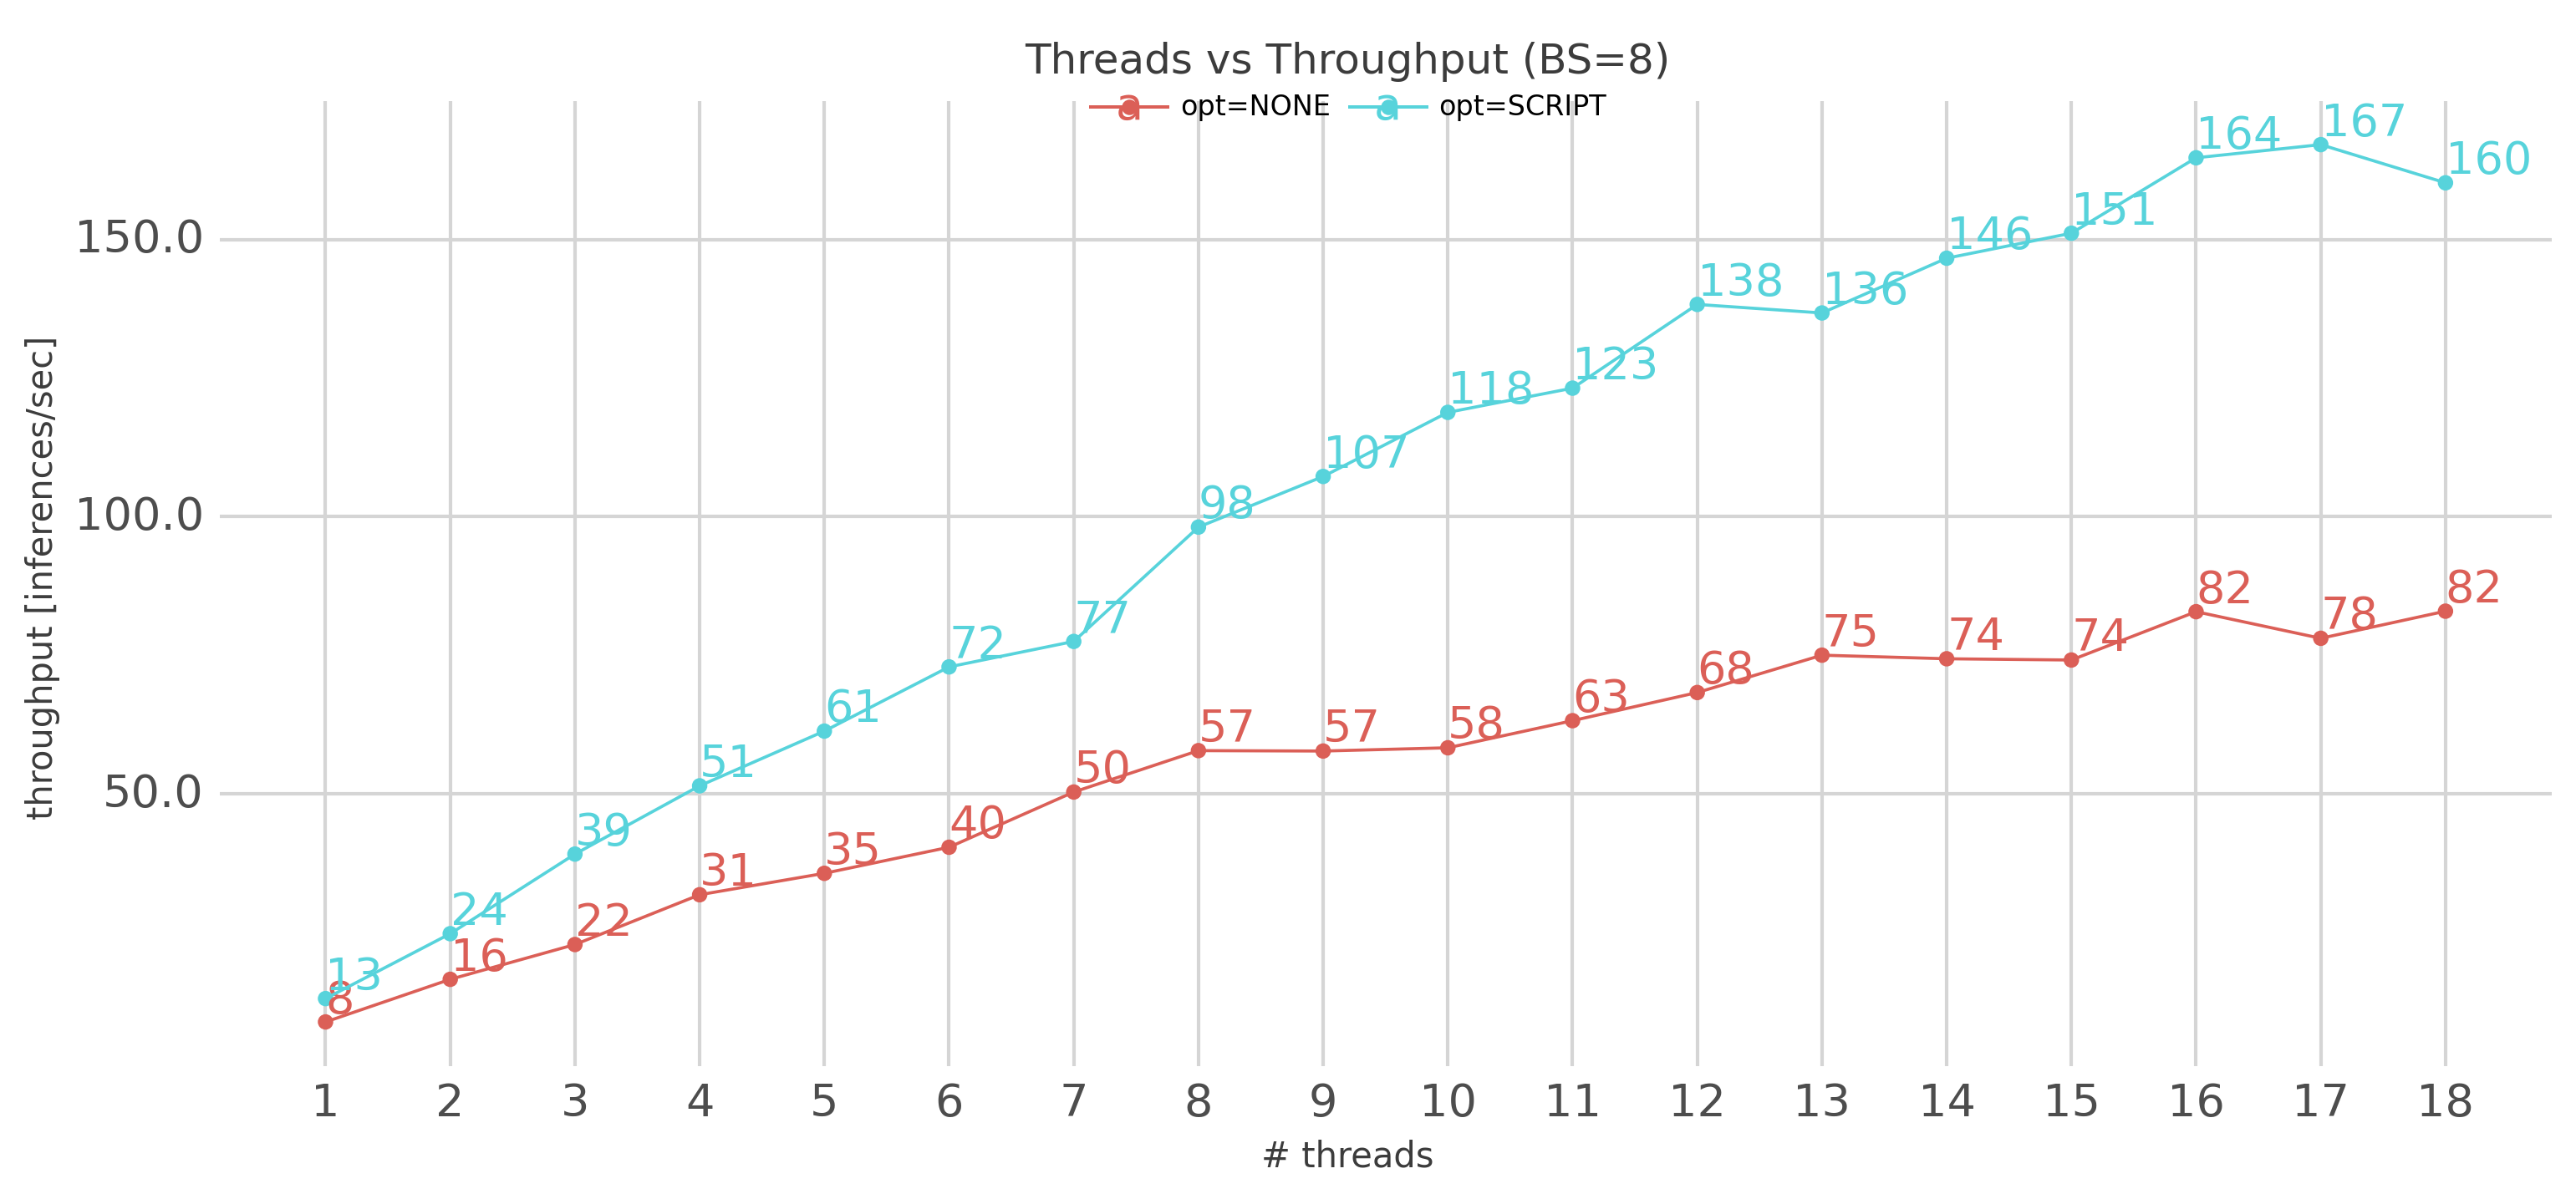 Threads vs Throughput (BS=8)
a opt=NONE a opt=SCRIPT
throughput [inferences/sec]
150.0
100.0
50.0
13 24 39 51 61 72 77 98 107 118 123 138 136 146 151 164 167 160
8 16 22 31 35 40 50 57 57 58 63 68 75 74 74 82 78 82
1 2 3 4 5 6 7 8 9 10 11 12 13 14 15 16 17 18
# threads